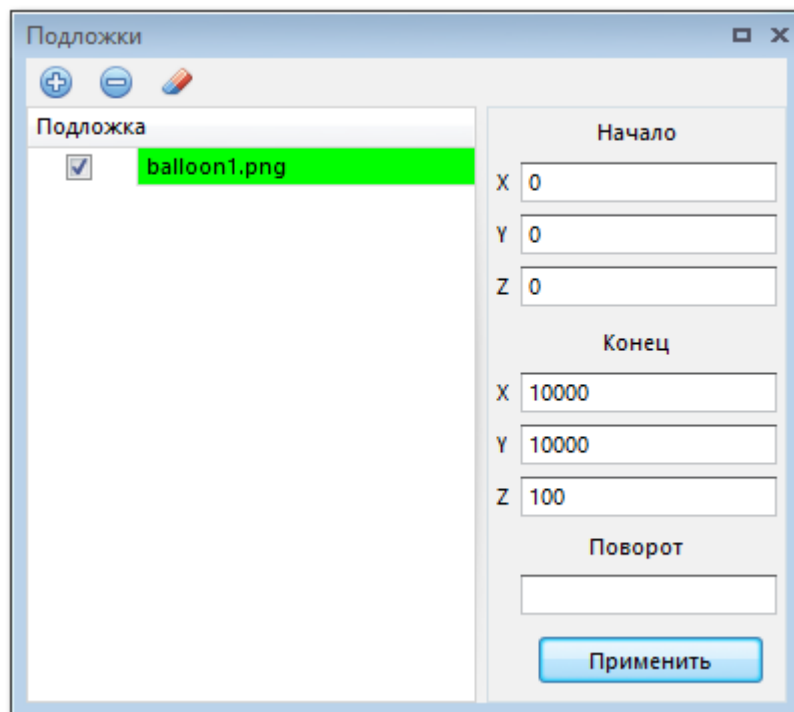 Подложки
Подложка
balloon1.png
Начало
X 0
Y 0
Z 0
Конец
X 10000
Y 10000
Z 100
Поворот
Применить